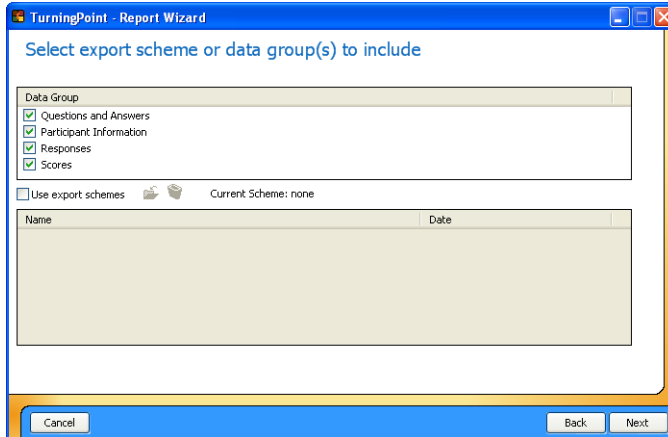 TurningPoint - Report Wizard
Select export scheme or data group(s) to include
Data Group
Questions and Answers
Participant Information
Responses
Scores
Use export schemes Current Scheme: none
Name Date
Cancel Back Next